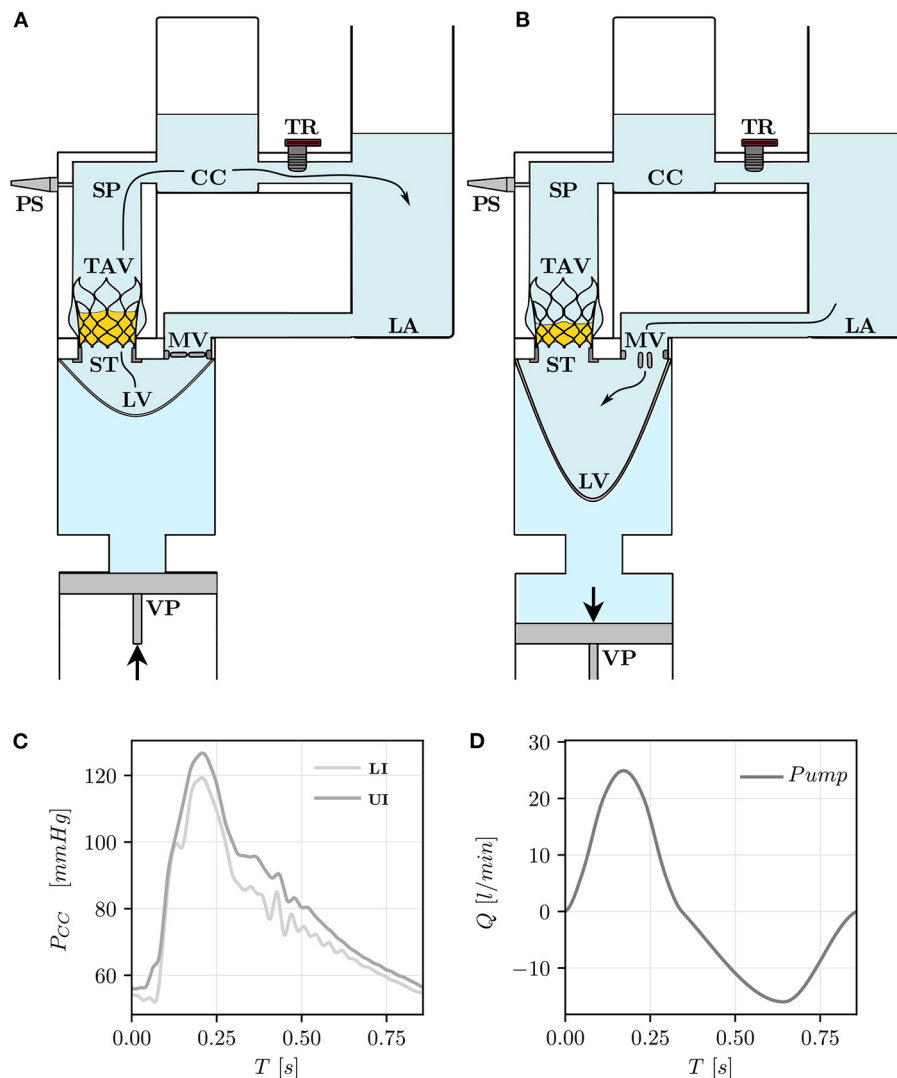 A
B
TR
TR
SP
CC
SP
CC
PS
PS
TAV
TAV
MV
LA
MV
LA
ST
ST
LV
LV
VP
VP
C
D
120
100
80
60
P_CC [mmHg]
LI
UI
0.00
0.25
0.50
0.75
T [s]
30
20
10
0
−10
Q [l/min]
Pump
0.00
0.25
0.50
0.75
T [s]